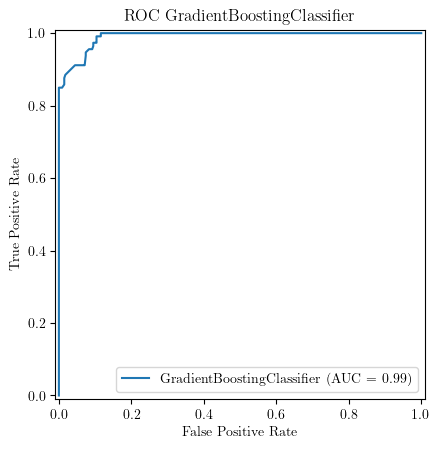 ROC GradientBoostingClassifier
1.0
0.8
0.6
0.4
0.2
0.0
True Positive Rate
GradientBoostingClassifier (AUC = 0.99)
0.0 0.2 0.4 0.6 0.8 1.0
False Positive Rate